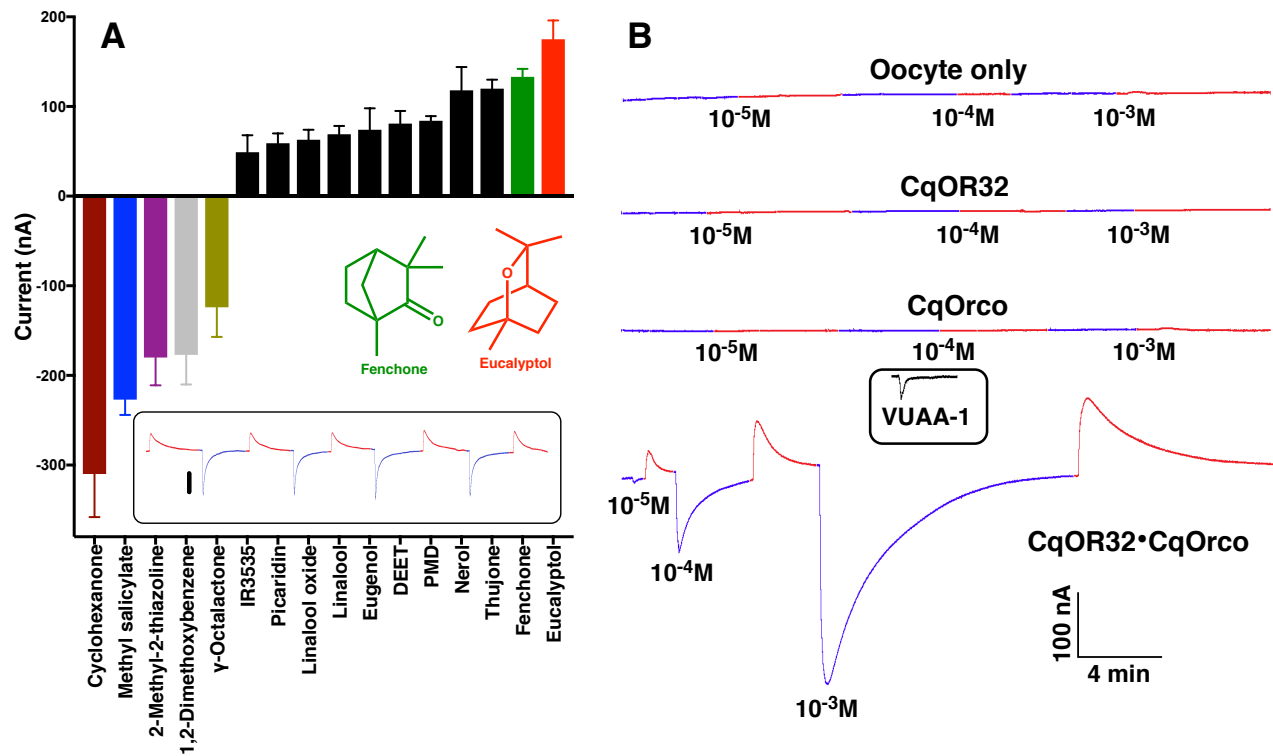 A
200
100
0
-100
-200
-300
Current (nA)
Fenchone
O
Eucalyptol
O
Cyclohexanone
Methyl salicylate
2-Methyl-2-thiazoline
1,2-Dimethoxybenzene
γ-Octalactone
IR3535
Picaridin
Linalool oxide
Linalool
Eugenol
DEET
PMD
Nerol
Thujone
Fenchone
Eucalyptol
B
Oocyte only
10-5M 10-4M 10-3M
CqOR32
10-5M 10-4M 10-3M
CqOrco
10-5M 10-4M 10-3M
VUAA-1
10-5M
10-4M
10-3M
CqOR32•CqOrco
100 nA
4 min